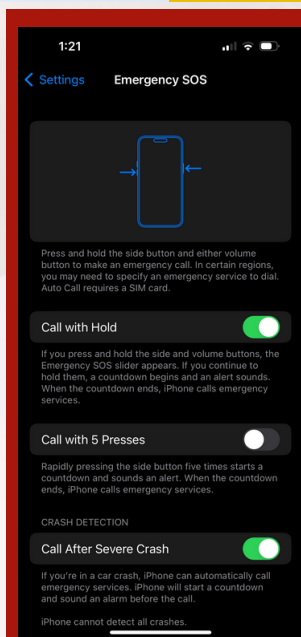 1:21
Settings
Emergency SOS
Press and hold the side button and either volume
button to make an emergency call. In certain regions,
you may need to specify an emergency service to dial.
Auto Call requires a SIM card.
Call with Hold
If you press and hold the side and volume buttons, the
Emergency SOS slider appears. If you continue to
hold them, a countdown begins and an alert sounds.
When the countdown ends, iPhone calls emergency
services.
Call with 5 Presses
Rapidly pressing the side button five times starts a
countdown and sounds an alert. When the countdown
ends, iPhone calls emergency services.
CRASH DETECTION
Call After Severe Crash
If you're in a car crash, iPhone can automatically call
emergency services. iPhone will start a countdown
and sound an alarm before the call.
iPhone cannot detect all crashes.